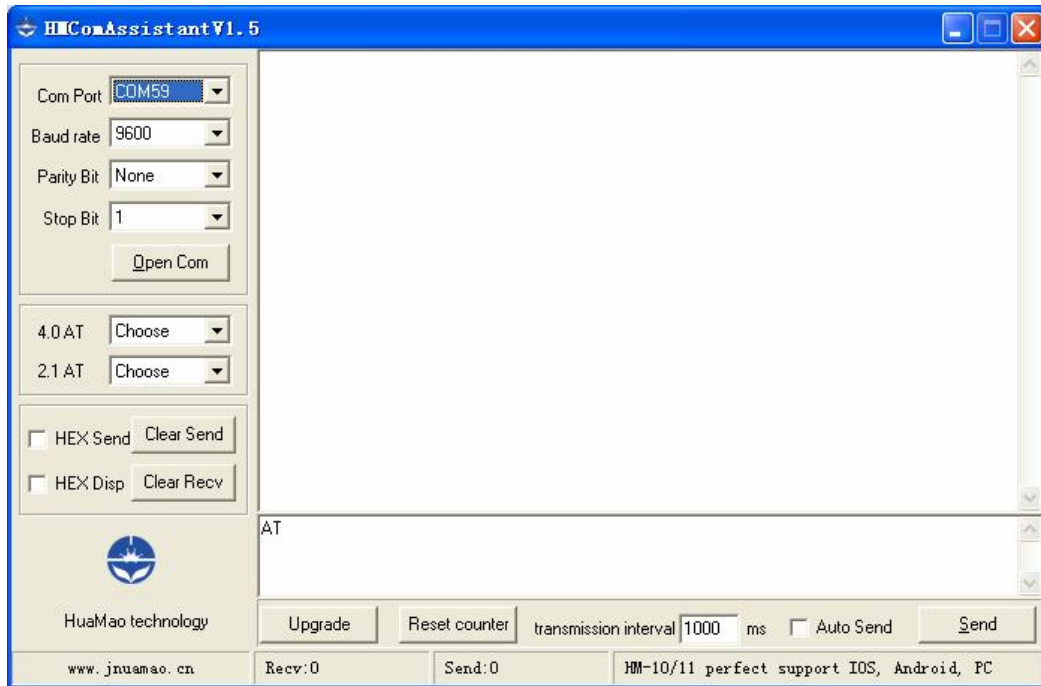 HMComAssistantV1.5
Com Port COM59
Baud rate 9600
Parity Bit None
Stop Bit 1
Open Com
4.0 AT Choose
2.1 AT Choose
HEX Send Clear Send
HEX Disp Clear Recv
HuaMao technology
AT
Upgrade Reset counter transmission interval 1000 ms Auto Send Send
www.jnuamao.cn Recv:0 Send:0 HM-10/11 perfect support IOS, Android, PC